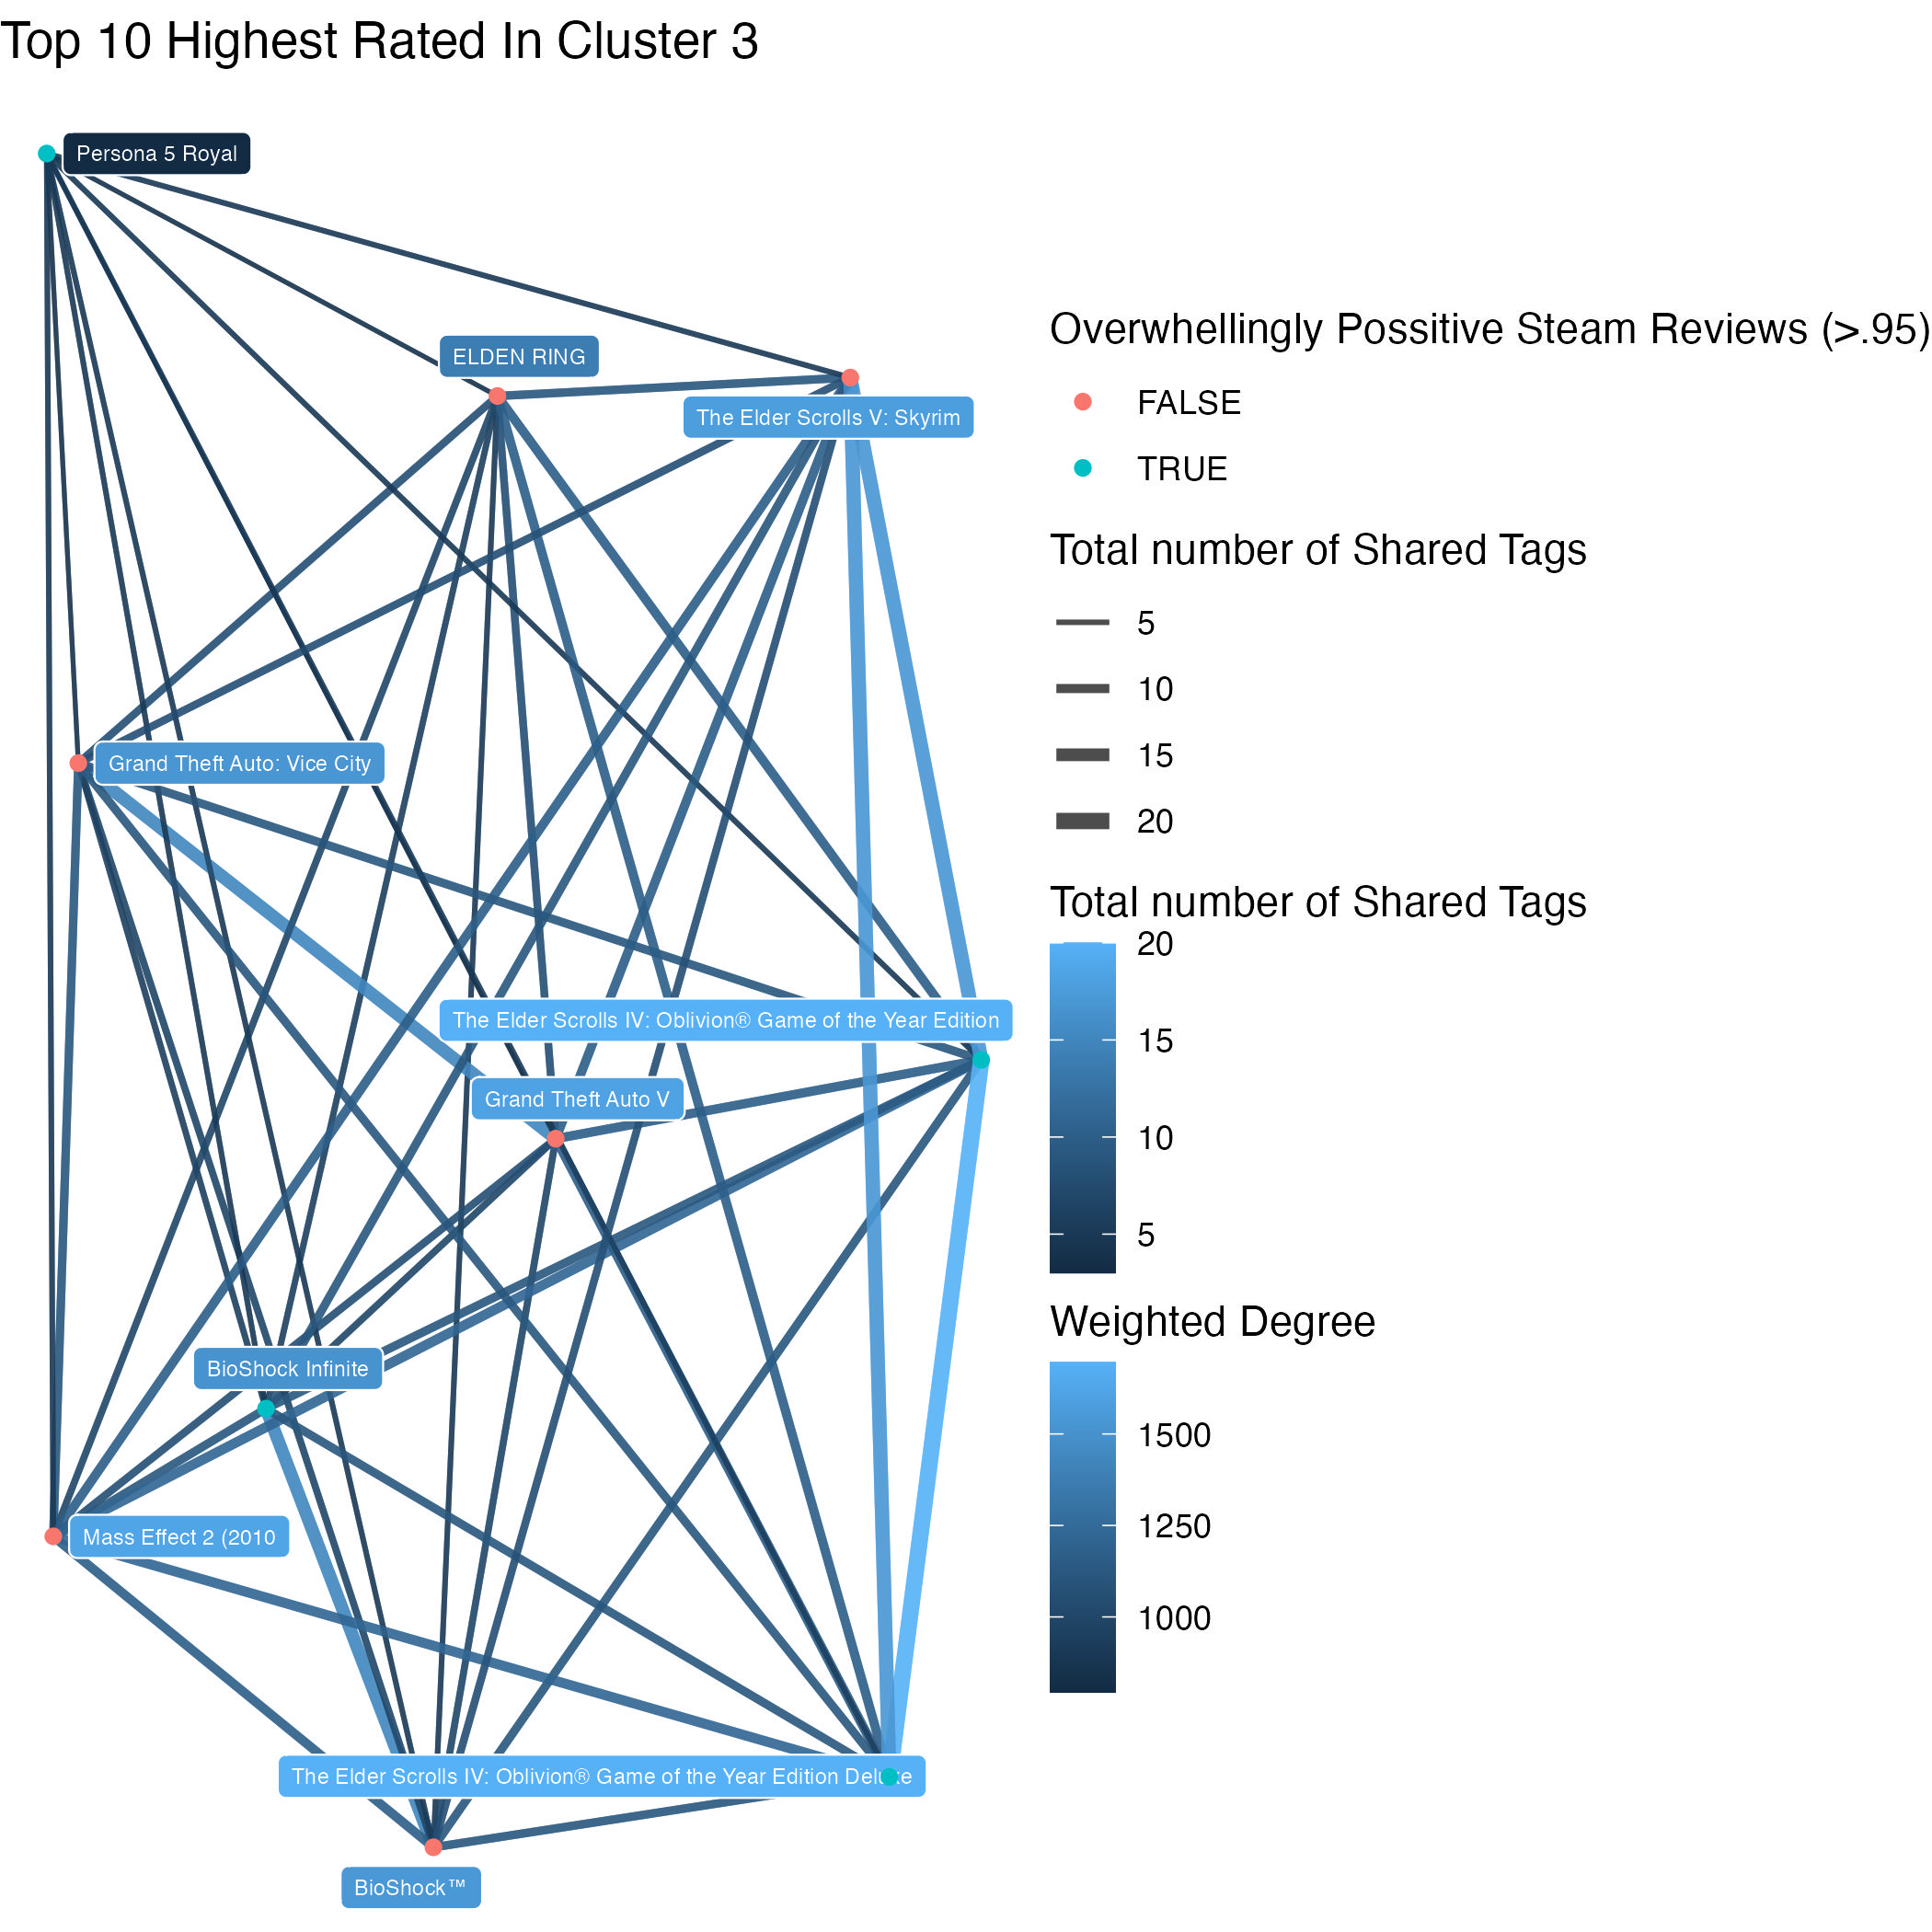 Top 10 Highest Rated In Cluster 3
Persona 5 Royal
ELDEN RING
The Elder Scrolls V: Skyrim
Grand Theft Auto: Vice City
The Elder Scrolls IV: Oblivion® Game of the Year Edition
Grand Theft Auto V
BioShock Infinite
Mass Effect 2 (2010
The Elder Scrolls IV: Oblivion® Game of the Year Edition Deluxe
BioShock™
Overwhellingly Possitive Steam Reviews (>.95)
FALSE
TRUE
Total number of Shared Tags
5
10
15
20
Total number of Shared Tags
20
15
10
5
Weighted Degree
1500
1250
1000